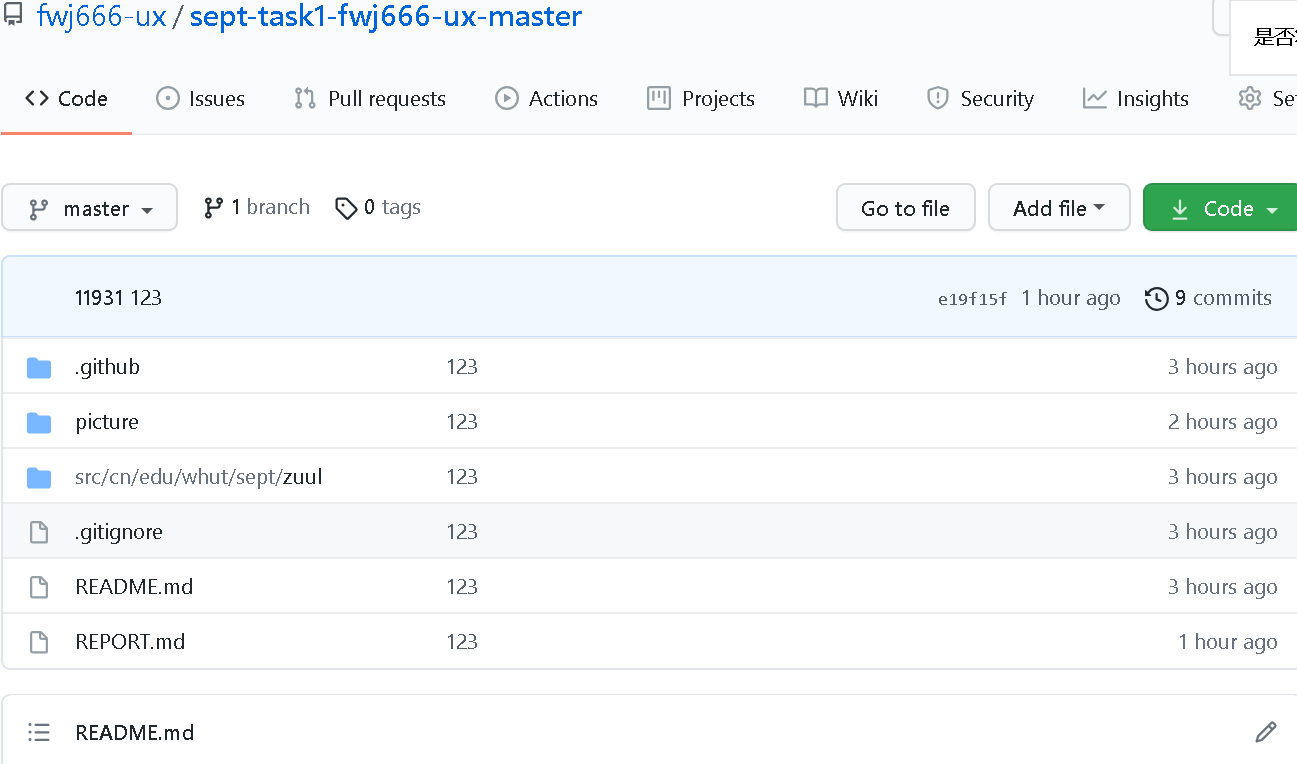 fwj666-ux / sept-task1-fwj666-ux-master
是否
Code Issues Pull requests Actions Projects Wiki Security Insights
master 1 branch 0 tags Go to file Add file Code
11931 123 e19f15f 1 hour ago 9 commits
.github 123 3 hours ago
picture 123 2 hours ago
src/cn/edu/whut/sept/zuul 123 3 hours ago
.gitignore 123 3 hours ago
README.md 123 3 hours ago
REPORT.md 123 1 hour ago
README.md